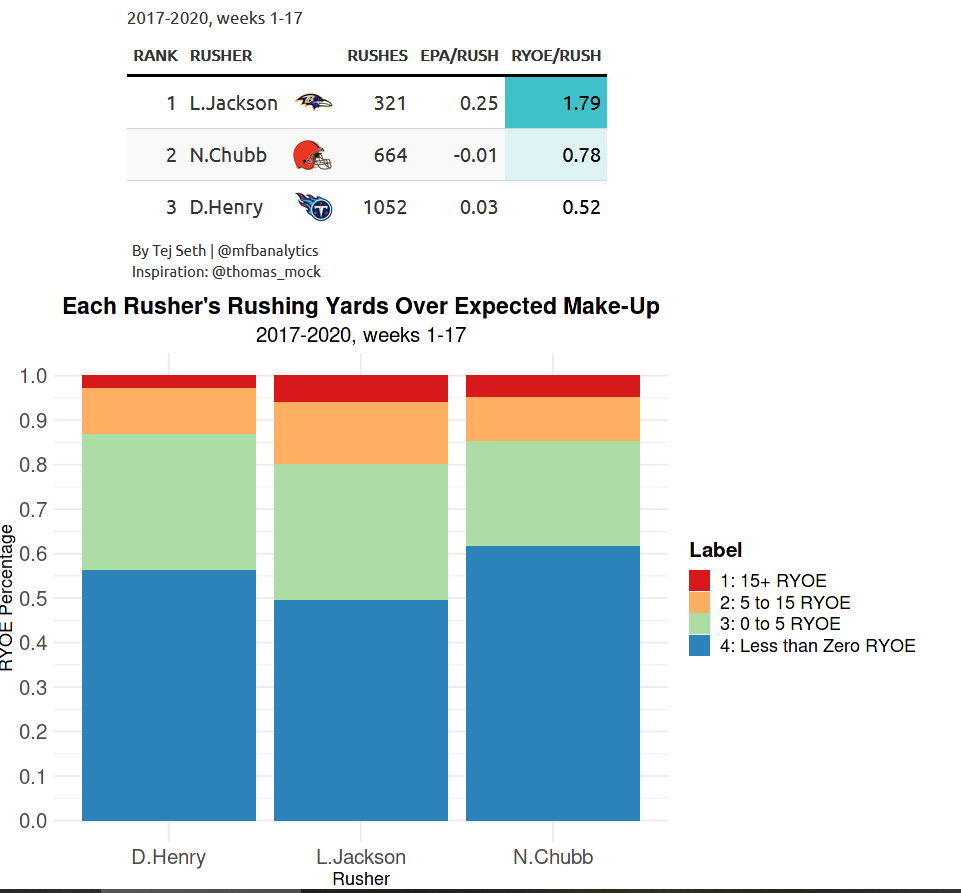 2017-2020, weeks 1-17
RANK RUSHER RUSHES EPA/RUSH RYOE/RUSH
1 L.Jackson 321 0.25 1.79
2 N.Chubb 664 -0.01 0.78
3 D.Henry 1052 0.03 0.52
By Tej Seth | @mfbanalytics
Inspiration: @thomas_mock
Each Rusher's Rushing Yards Over Expected Make-Up
2017-2020, weeks 1-17
RYOE Percentage
1.0
0.9
0.8
0.7
0.6
0.5
0.4
0.3
0.2
0.1
0.0
D.Henry L.Jackson N.Chubb
Rusher
Label
1: 15+ RYOE
2: 5 to 15 RYOE
3: 0 to 5 RYOE
4: Less than Zero RYOE